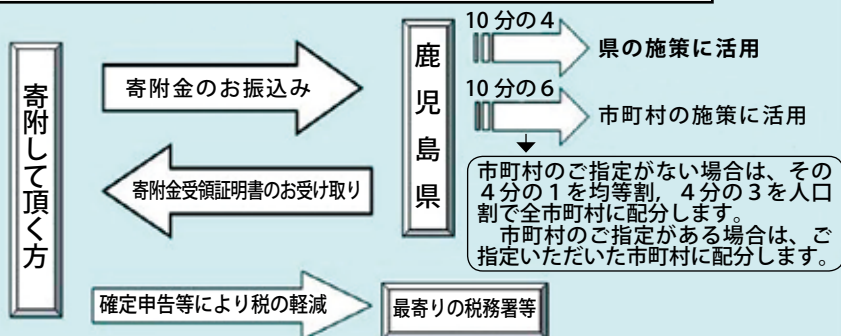 寄附して頂く方
寄附金のお振込み
寄附金受領証明書のお受け取り
鹿児島県
10分の4
県の施策に活用
10分の6
市町村の施策に活用
市町村のご指定がない場合は、その
4分の1を均等割,4分の3を人口
割で全市町村に配分します。
市町村のご指定がある場合は、ご
指定いただいた市町村に配分します。
確定申告等により税の軽減
最寄りの税務署等